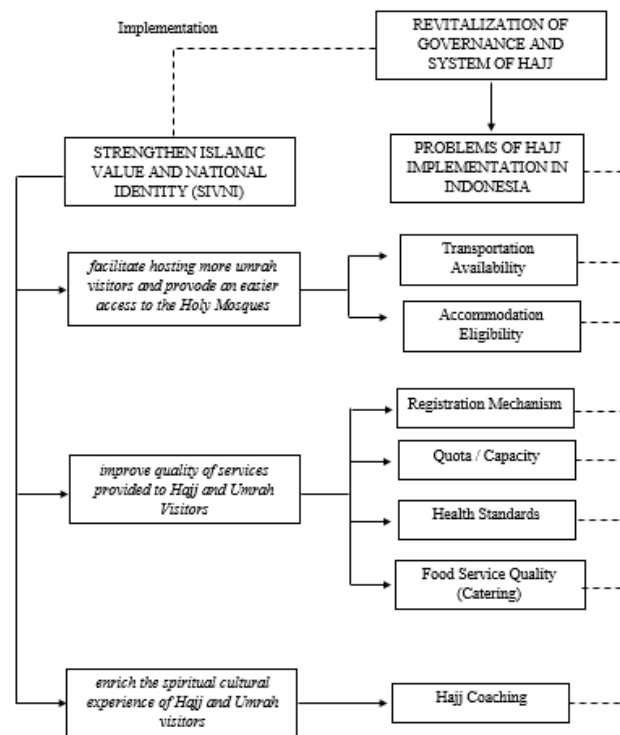 Implementation
REVITALIZATION OF
GOVERNANCE AND
SYSTEM OF HAJJ
STRENGTHEN ISLAMIC
VALUE AND NATIONAL
IDENTITY (SIVNI)
PROBLEMS OF HAJJ
IMPLEMENTATION IN
INDONESIA
facilitate hosting more umrah
visitors and provode an easier
access to the Holy Mosques
Transportation
Availability
Accommodation
Eligibility
improve quality of services
provided to Hajj and Umrah
Visitors
Registration Mechanism
Quota / Capacity
Health Standards
Food Service Quality
(Catering)
enrich the spiritual cultural
experience of Hajj and Umrah
visitors
Hajj Coaching